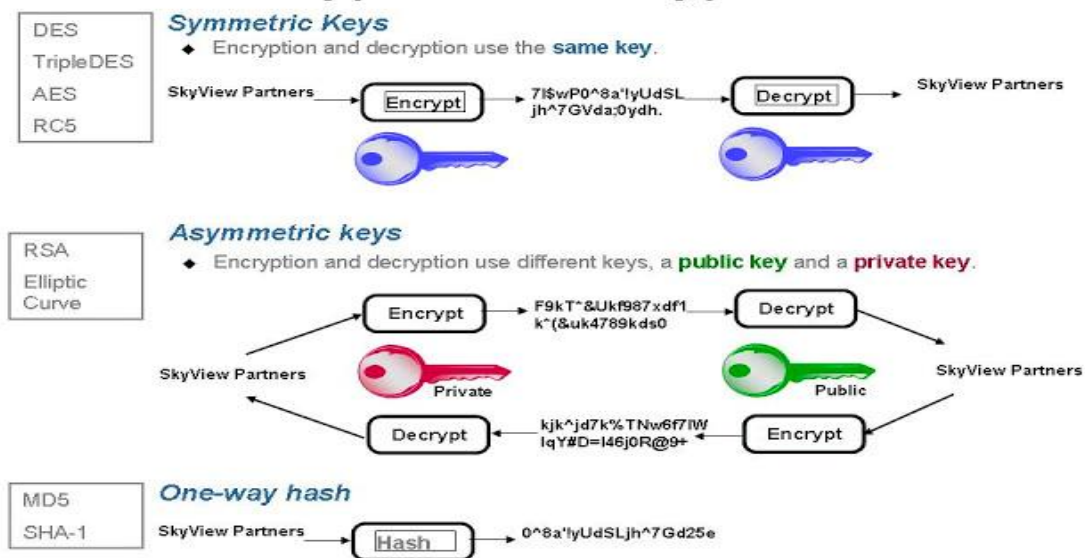 DES
TripleDES
AES
RC5
Symmetric Keys
Encryption and decryption use the same key.
SkyView Partners
Encrypt
7l$wP0^8a'!yUdSL
jh^7GVda;0ydh.
Decrypt
SkyView Partners
RSA
Elliptic
Curve
Asymmetric keys
Encryption and decryption use different keys, a public key and a private key.
Encrypt
F9kT*&Ukf987xdf1
k^(&uk4789kds0
Decrypt
SkyView Partners
Private
Public
SkyView Partners
Decrypt
kjk^jd7k%TNw6f7lW
lqY#D=l46j0R@9+
Encrypt
MD5
SHA-1
One-way hash
SkyView Partners
Hash
0^8a'!yUdSLjh^7Gd25e